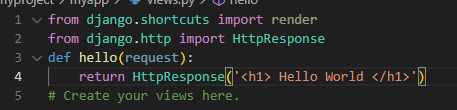 myproject > myapp > views.py > hello
1 from django.shortcuts import render
2 from django.http import HttpResponse
3 def hello(request):
4 return HttpResponse('<h1> Hello World </h1>')
5 # Create your views here.